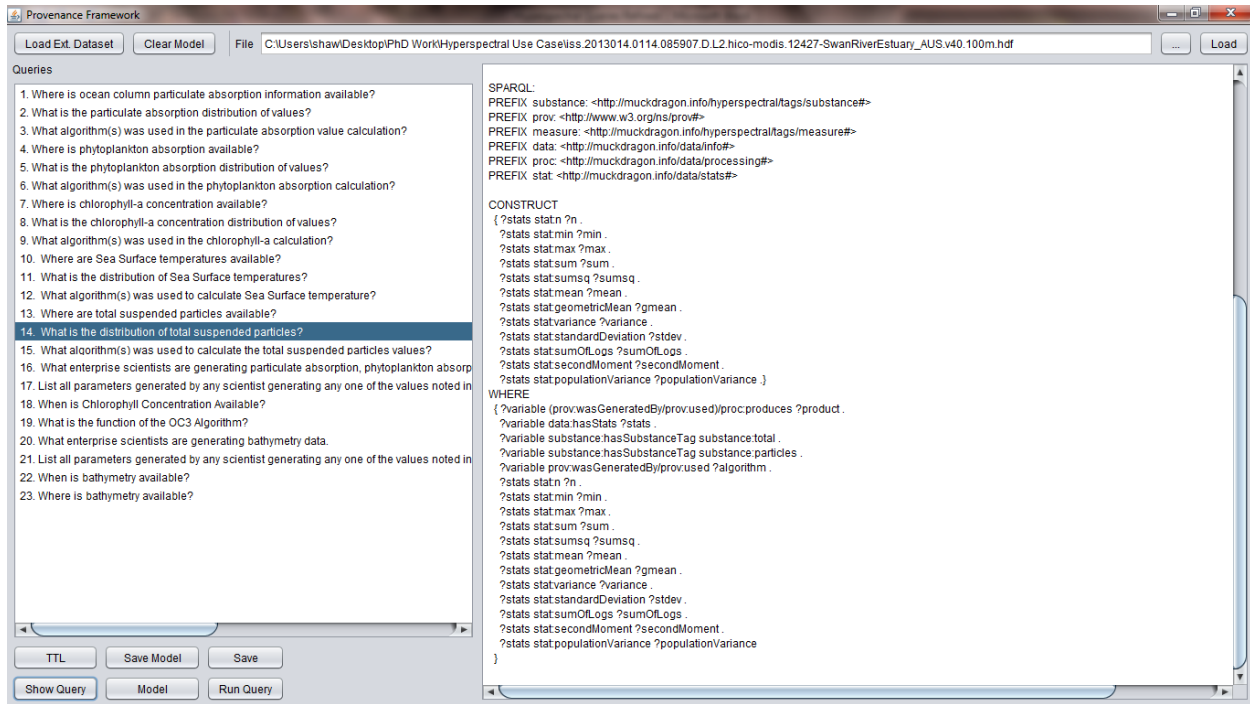 Provenance Framework
Load Ext. Dataset Clear Model File C:\Users\shaw\Desktop\PhD Work\Hyperspectral Use Case\iss.2013014.0114.085907.D.L2.hico-modis.12427-SwanRiverEstuary_AUS.v40.100m.hdf ... Load
Queries
1. Where is ocean column particulate absorption information available?
2. What is the particulate absorption distribution of values?
3. What algorithm(s) was used in the particulate absorption value calculation?
4. Where is phytoplankton absorption available?
5. What is the phytoplankton absorption distribution of values?
6. What algorithm(s) was used in the phytoplankton absorption calculation?
7. Where is chlorophyll-a concentration available?
8. What is the chlorophyll-a concentration distribution of values?
9. What algorithm(s) was used in the chlorophyll-a calculation?
10. Where are Sea Surface temperatures available?
11. What is the distribution of Sea Surface temperatures?
12. What algorithm(s) was used to calculate Sea Surface temperature?
13. Where are total suspended particles available?
14. What is the distribution of total suspended particles?
15. What algorithm(s) was used to calculate the total suspended particles values?
16. What enterprise scientists are generating particulate absorption, phytoplankton absorp
17. List all parameters generated by any scientist generating any one of the values noted in
18. When is Chlorophyll Concentration Available?
19. What is the function of the OC3 Algorithm?
20. What enterprise scientists are generating bathymetry data.
21. List all parameters generated by any scientist generating any one of the values noted in
22. When is bathymetry available?
23. Where is bathymetry available?
TTL Save Model Save
Show Query Model Run Query
SPARQL:
PREFIX substance: <http://muckdragon.info/hyperspectral/tags/substance#>
PREFIX prov: <http://www.w3.org/ns/prov#>
PREFIX measure: <http://muckdragon.info/hyperspectral/tags/measure#>
PREFIX data: <http://muckdragon.info/data/info#>
PREFIX proc: <http://muckdragon.info/data/processing#>
PREFIX stat: <http://muckdragon.info/data/stats#>
CONSTRUCT
{ ?stats stat:n ?n .
?stats stat:min ?min .
?stats stat:max ?max .
?stats stat:sum ?sum .
?stats stat:sumsq ?sumsq .
?stats stat:mean ?mean .
?stats stat:geometricMean ?gmean .
?stats stat:variance ?variance .
?stats stat:standardDeviation ?stdev .
?stats stat:sumOfLogs ?sumOfLogs .
?stats stat:secondMoment ?secondMoment .
?stats stat:populationVariance ?populationVariance .}
WHERE
{ ?variable (prov:wasGeneratedBy/prov:used)/proc:produces ?product .
?variable data:hasStats ?stats .
?variable substance:hasSubstanceTag substance:total .
?variable substance:hasSubstanceTag substance:particles .
?variable prov:wasGeneratedBy/prov:used ?algorithm .
?stats stat:n ?n .
?stats stat:min ?min .
?stats stat:max ?max .
?stats stat:sum ?sum .
?stats stat:sumsq ?sumsq .
?stats stat:mean ?mean .
?stats stat:geometricMean ?gmean .
?stats stat:variance ?variance .
?stats stat:standardDeviation ?stdev .
?stats stat:sumOfLogs ?sumOfLogs .
?stats stat:secondMoment ?secondMoment .
?stats stat:populationVariance ?populationVariance
}